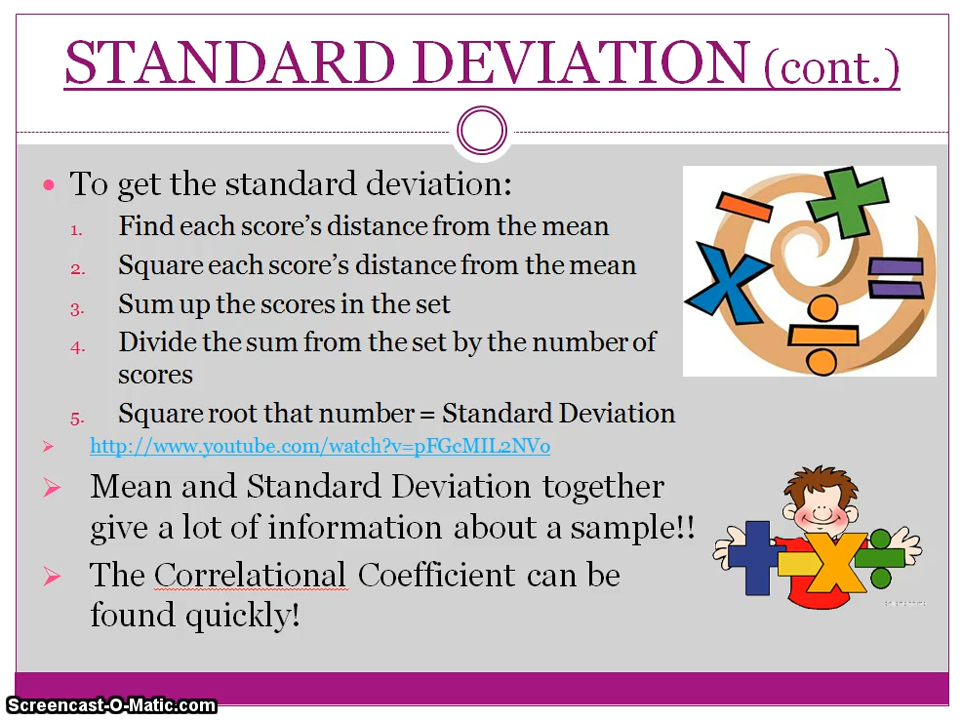 STANDARD DEVIATION (cont.)
• To get the standard deviation:
1. Find each score's distance from the mean
2. Square each score's distance from the mean
3. Sum up the scores in the set
4. Divide the sum from the set by the number of
scores
5. Square root that number = Standard Deviation
➢ http://www.youtube.com/watch?v=pFGcMIL2NVo
➢ Mean and Standard Deviation together
give a lot of information about a sample!!
➢ The Correlational Coefficient can be
found quickly!
Screencast-O-Matic.com